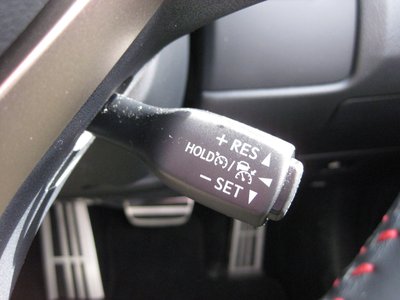 + RES ▲
HOLD / ◀
− SET ▼